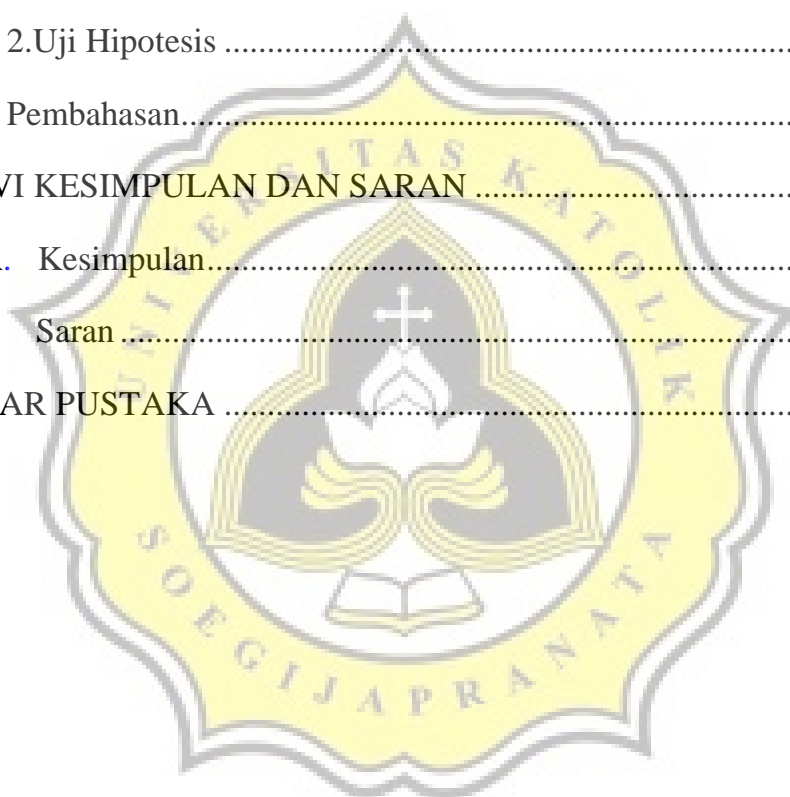 2.Uji Hipotesis ........................................................................
Pembahasan..............................................................................
VI KESIMPULAN DAN SARAN ........................................
. Kesimpulan...........................................................................
Saran ......................................................................................
AR PUSTAKA .......................................................................
UNIVERSITAS KATOLIK
SOEGIJAPRANATA